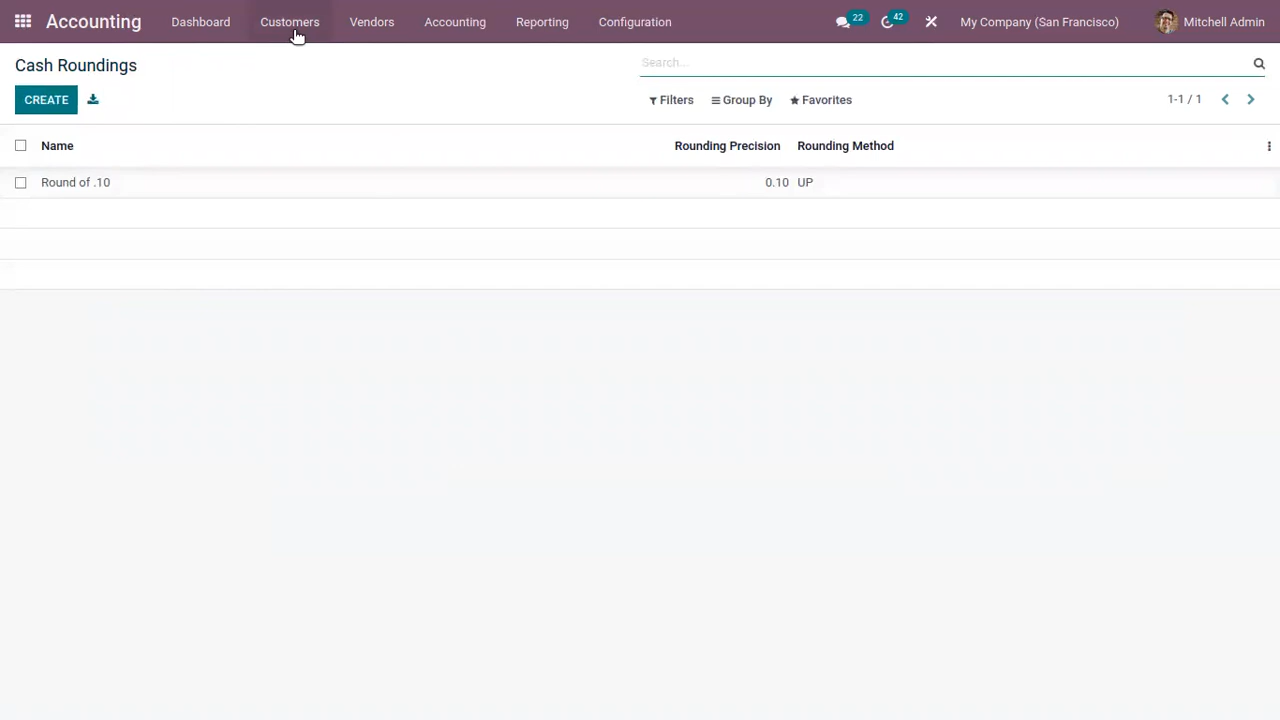 Accounting Dashboard Customers Vendors Accounting Reporting Configuration 22 42 My Company (San Francisco) Mitchell Admin
Cash Roundings Search...
CREATE Filters Group By Favorites 1-1 / 1
Name Rounding Precision Rounding Method
Round of .10 0.10 UP